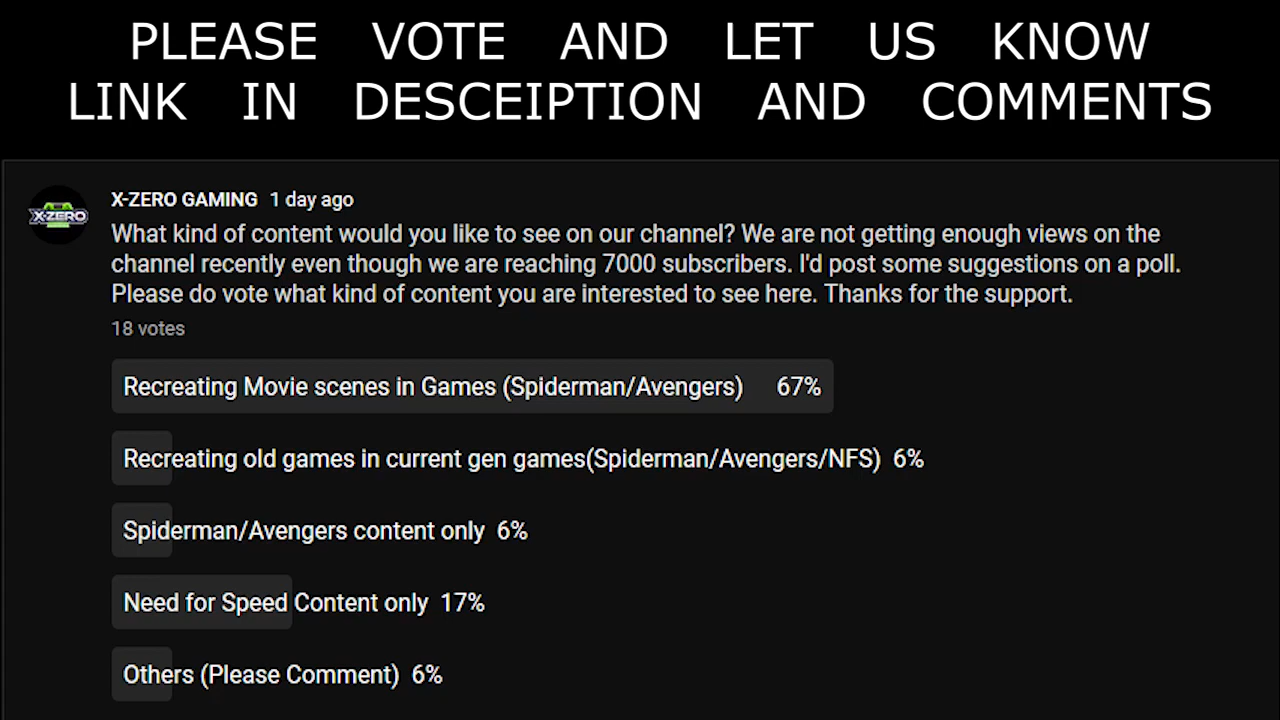 PLEASE VOTE AND LET US KNOW
LINK IN DESCEIPTION AND COMMENTS
X-ZERO
X-ZERO GAMING 1 day ago
What kind of content would you like to see on our channel? We are not getting enough views on the
channel recently even though we are reaching 7000 subscribers. I'd post some suggestions on a poll.
Please do vote what kind of content you are interested to see here. Thanks for the support.
18 votes
Recreating Movie scenes in Games (Spiderman/Avengers) 67%
Recreating old games in current gen games(Spiderman/Avengers/NFS) 6%
Spiderman/Avengers content only 6%
Need for Speed Content only 17%
Others (Please Comment) 6%